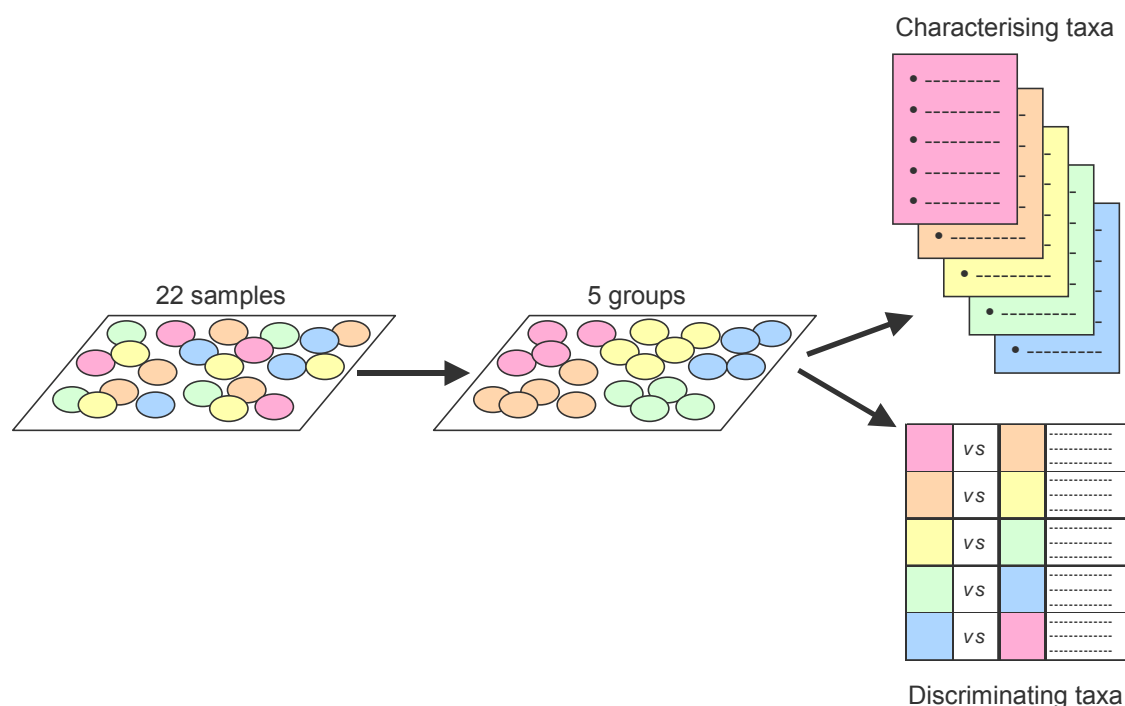 Characterising taxa
22 samples
5 groups
vs
vs
vs
vs
vs
Discriminating taxa